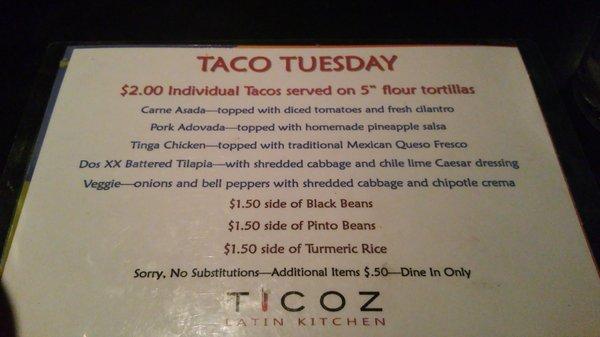 TACO TUESDAY
$2.00 Individual Tacos served on 5" flour tortillas
Carne Asada—topped with diced tomatoes and fresh cilantro
Pork Adovada—topped with homemade pineapple salsa
Tinga Chicken—topped with traditional Mexican Queso Fresco
Dos XX Battered Tilapia—with shredded cabbage and chile lime Caesar dressing
Veggie—onions and bell peppers with shredded cabbage and chipotle crema
$1.50 side of Black Beans
$1.50 side of Pinto Beans
$1.50 side of Turmeric Rice
Sorry, No Substitutions—Additional Items $.50—Dine In Only
TICOZ
LATIN KITCHEN